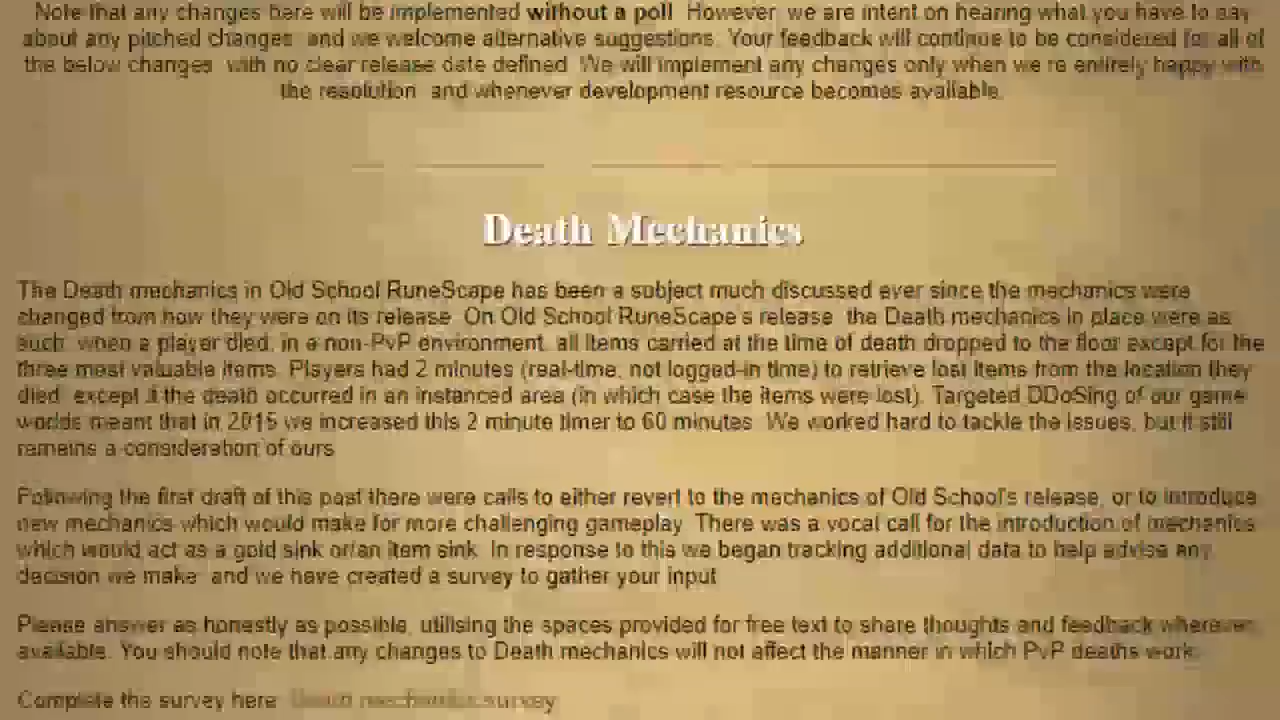 Note that any changes here will be implemented without a poll. However, we are intent on hearing what you have to say
about any pitched changes, and we welcome alternative suggestions. Your feedback will continue to be considered for all of
the below changes, with no clear release date defined. We will implement any changes only when we're entirely happy with
the resolution, and whenever development resource becomes available.
Death Mechanics
The Death mechanics in Old School RuneScape has been a subject much discussed ever since the mechanics were
changed from how they were on its release. On Old School RuneScape's release, the Death mechanics in place were as
such: when a player died, in a non-PvP environment, all items carried at the time of death dropped to the floor except for the
three most valuable items. Players had 2 minutes (real-time, not logged-in time) to retrieve lost items from the location they
died, except if the death occurred in an instanced area (in which case the items were lost). Targeted DDoSing of our game
worlds meant that in 2015 we increased this 2 minute timer to 60 minutes. We worked hard to tackle the issues, but it still
remains a consideration of ours.
Following the first draft of this post there were calls to either revert to the mechanics of Old School's release, or to introduce
new mechanics which would make for more challenging gameplay. There was a vocal call for the introduction of mechanics
which would act as a gold sink or/an item sink. In response to this we began tracking additional data to help advise any
decision we make, and we have created a survey to gather your input.
Please answer as honestly as possible, utilising the spaces provided for free text to share thoughts and feedback wherever
available. You should note that any changes to Death mechanics will not affect the manner in which PvP deaths work.
Complete the survey here: Death mechanics survey